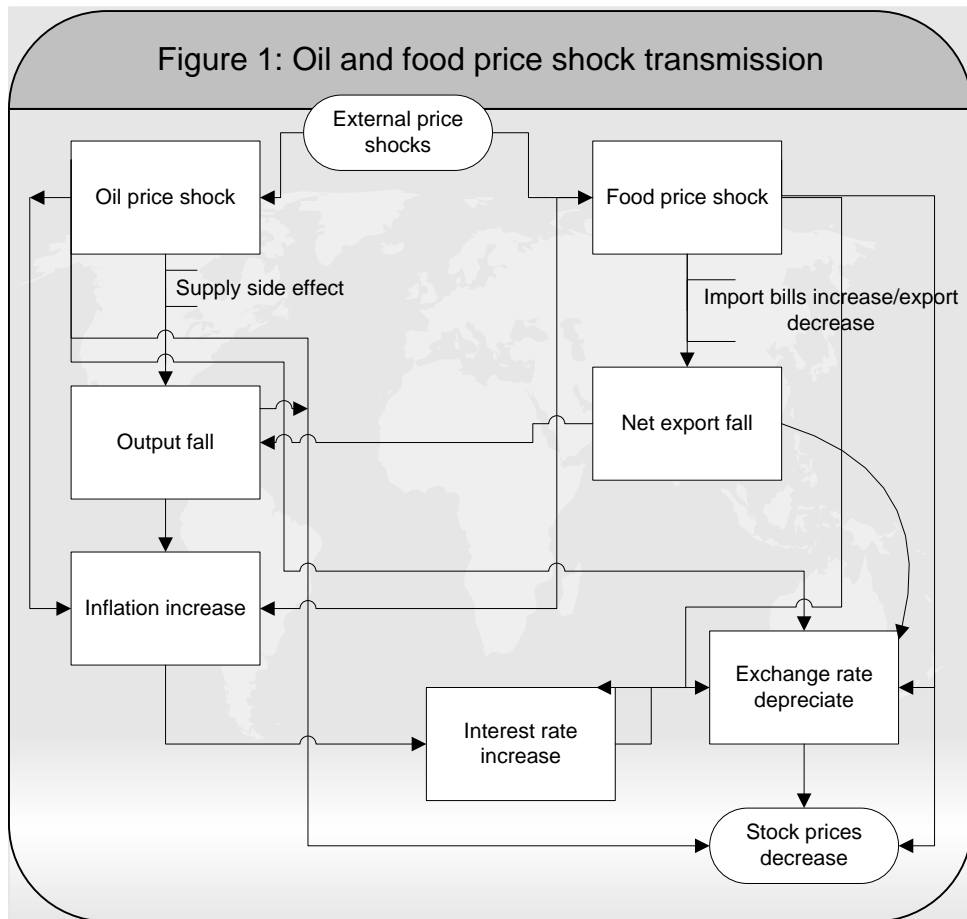 Figure 1: Oil and food price shock transmission
External price
shocks
Oil price shock
Food price shock
Supply side effect
Import bills increase/export
decrease
Output fall
Net export fall
Inflation increase
Exchange rate
depreciate
Interest rate
increase
Stock prices
decrease